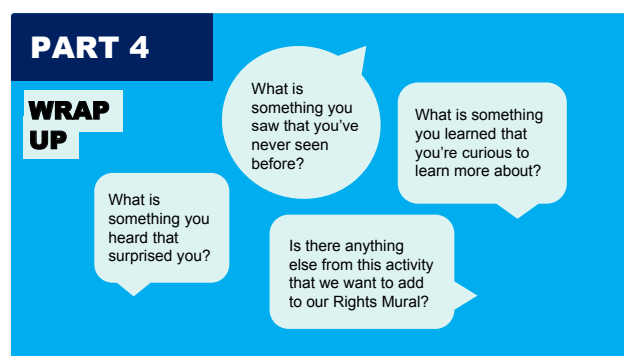 PART 4
WRAP
UP
What is
something you
saw that you've
never seen
before?
What is something
you learned that
you're curious to
learn more about?
What is
something you
heard that
surprised you?
Is there anything
else from this activity
that we want to add
to our Rights Mural?